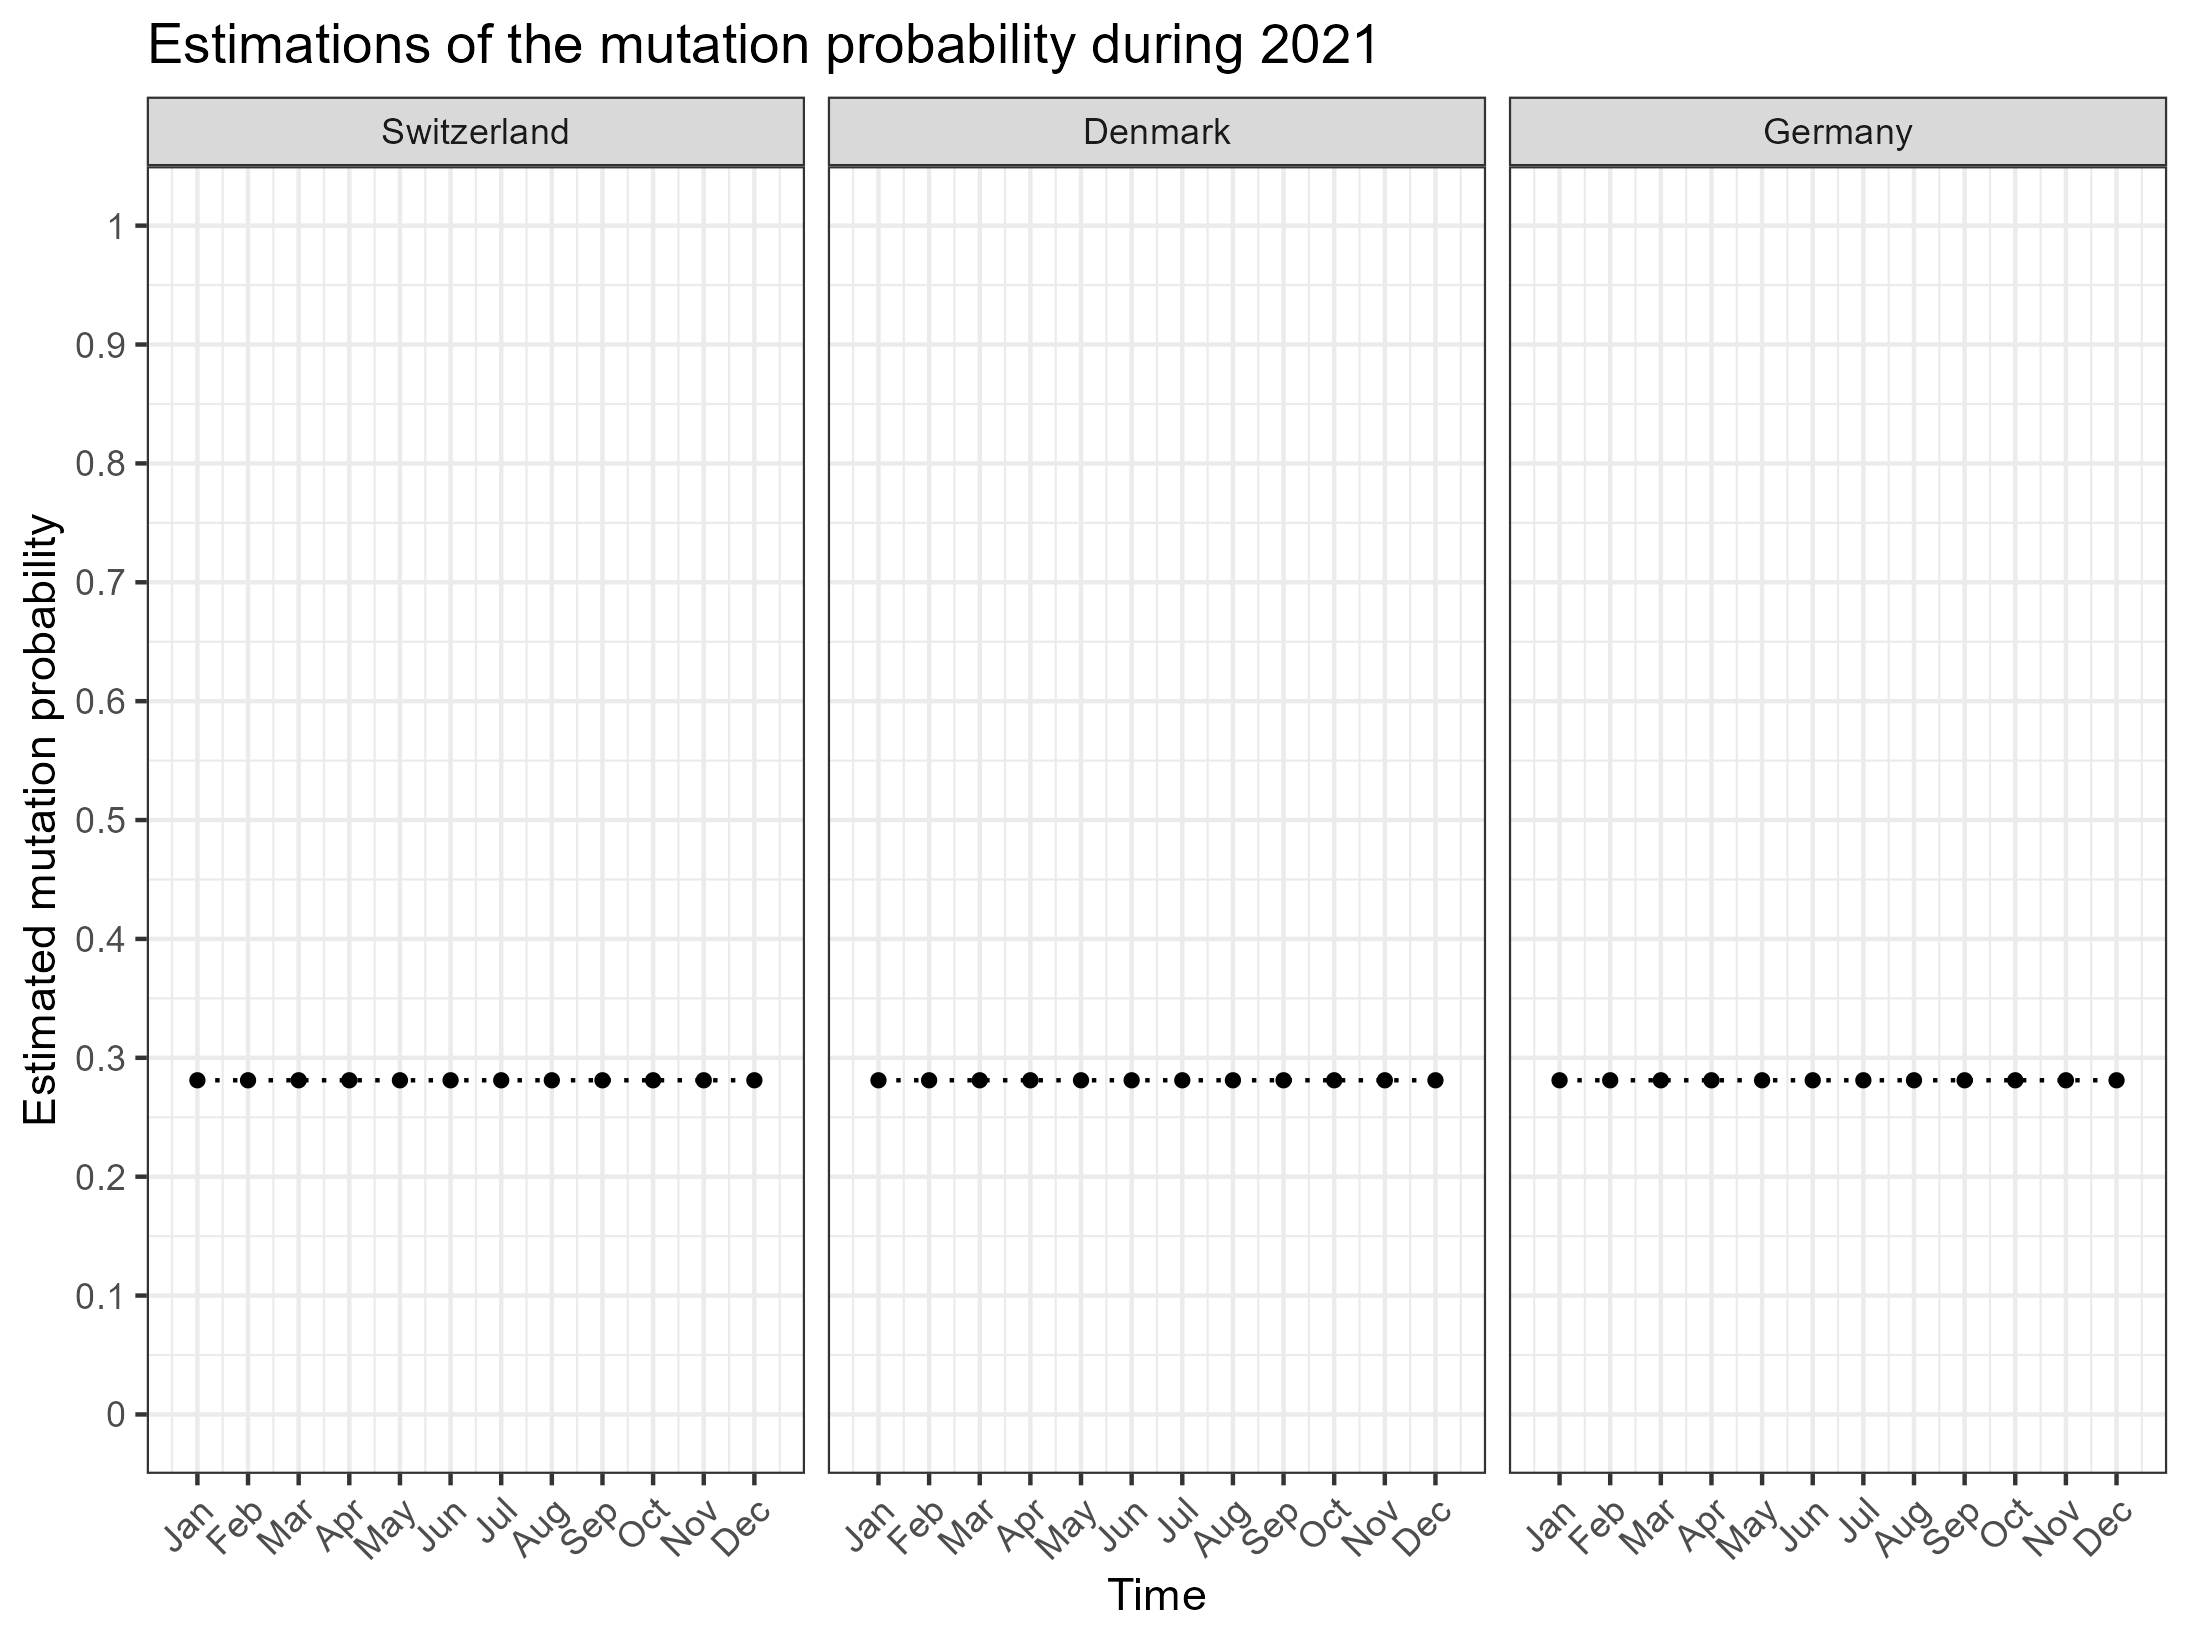 Estimations of the mutation probability during 2021
Switzerland
Denmark
Germany
Estimated mutation probability
1
0.9
0.8
0.7
0.6
0.5
0.4
0.3
0.2
0.1
0
Jan Feb Mar Apr May Jun Jul Aug Sep Oct Nov Dec
Jan Feb Mar Apr May Jun Jul Aug Sep Oct Nov Dec
Jan Feb Mar Apr May Jun Jul Aug Sep Oct Nov Dec
Time